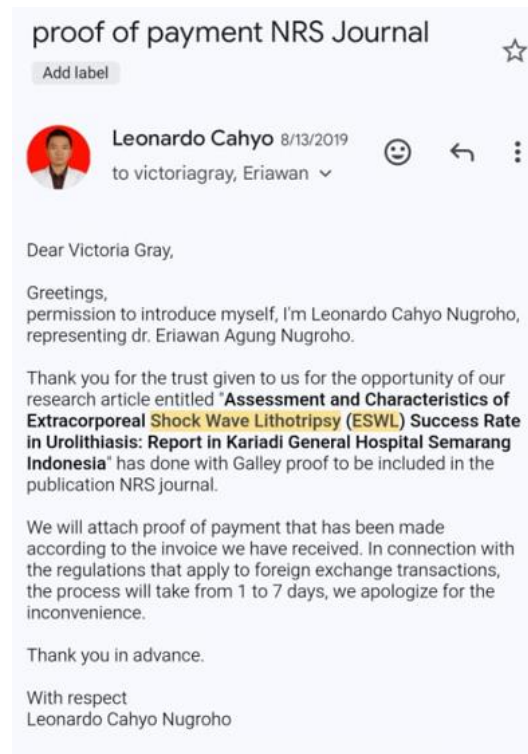 proof of payment NRS Journal
Add label
Leonardo Cahyo 8/13/2019
to victoriagray, Eriawan
Dear Victoria Gray,
Greetings,
permission to introduce myself, I'm Leonardo Cahyo Nugroho,
representing dr. Eriawan Agung Nugroho.
Thank you for the trust given to us for the opportunity of our
research article entitled "Assessment and Characteristics of
Extracorporeal Shock Wave Lithotripsy (ESWL) Success Rate
in Urolithiasis: Report in Kariadi General Hospital Semarang
Indonesia" has done with Galley proof to be included in the
publication NRS journal.
We will attach proof of payment that has been made
according to the invoice we have received. In connection with
the regulations that apply to foreign exchange transactions,
the process will take from 1 to 7 days, we apologize for the
inconvenience.
Thank you in advance.
With respect
Leonardo Cahyo Nugroho